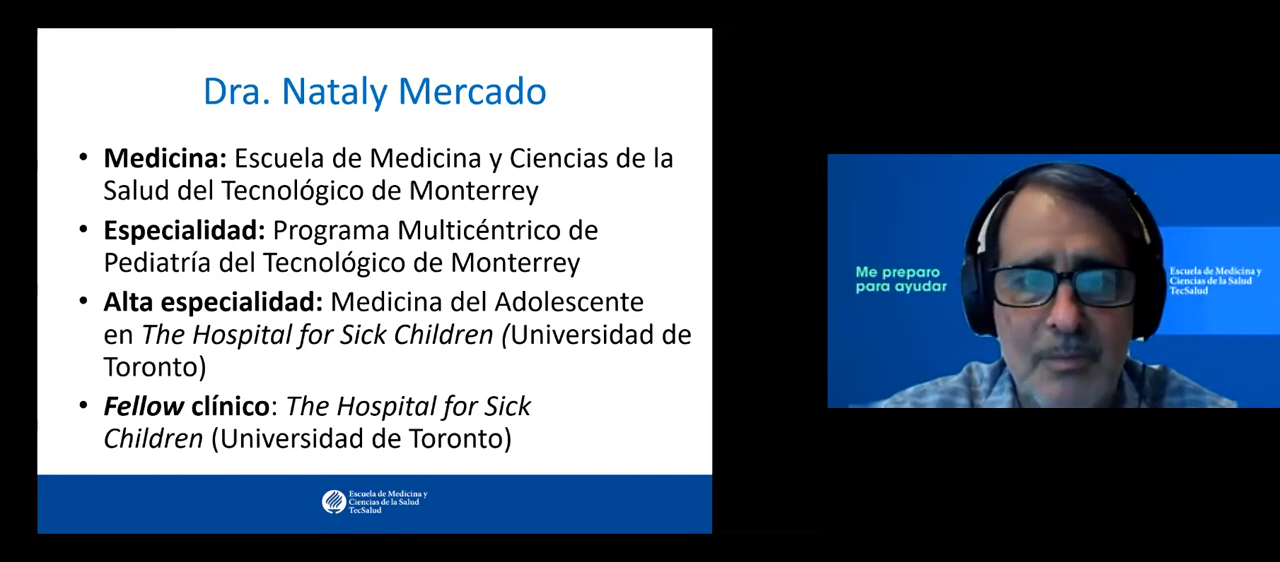 Dra. Nataly Mercado
• Medicina: Escuela de Medicina y Ciencias de la
Salud del Tecnológico de Monterrey
• Especialidad: Programa Multicéntrico de
Pediatría del Tecnológico de Monterrey
• Alta especialidad: Medicina del Adolescente
en The Hospital for Sick Children (Universidad de
Toronto)
• Fellow clínico: The Hospital for Sick
Children (Universidad de Toronto)
Escuela de Medicina y
Ciencias de la Salud
TecSalud
Me preparo
para ayudar
Escuela de Medicina y
Ciencias de la Salud
TecSalud